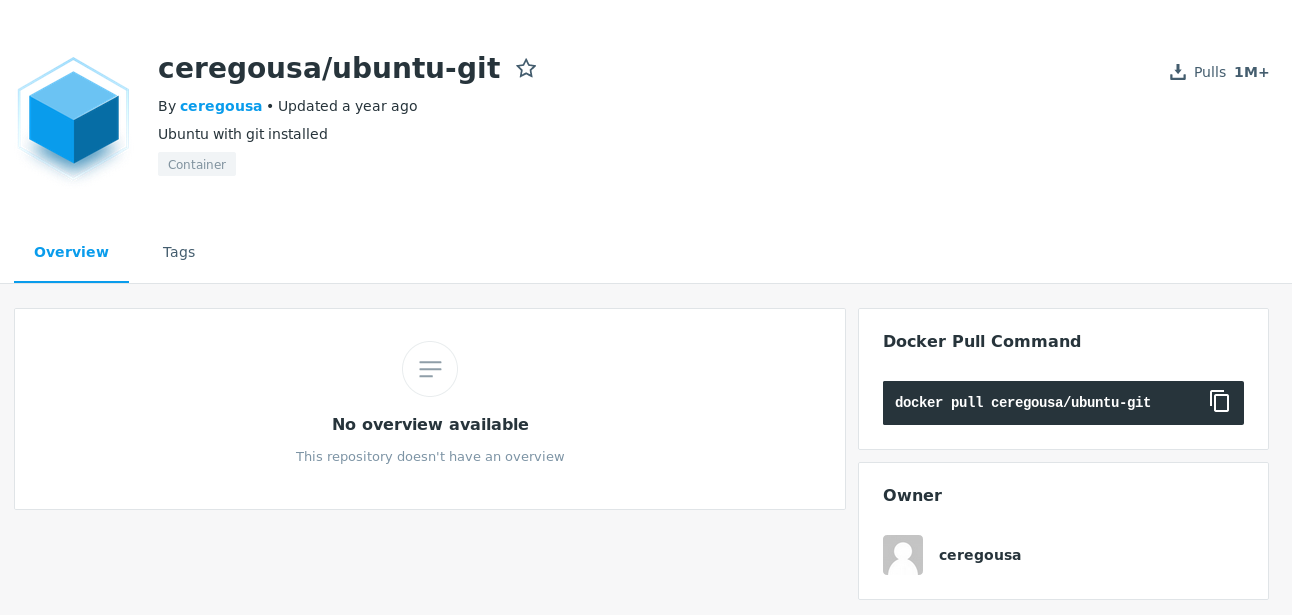 ceregousa/ubuntu-git
Pulls 1M+
By ceregousa • Updated a year ago
Ubuntu with git installed
Container
Overview
Tags
No overview available
This repository doesn't have an overview
Docker Pull Command
docker pull ceregousa/ubuntu-git
Owner
ceregousa